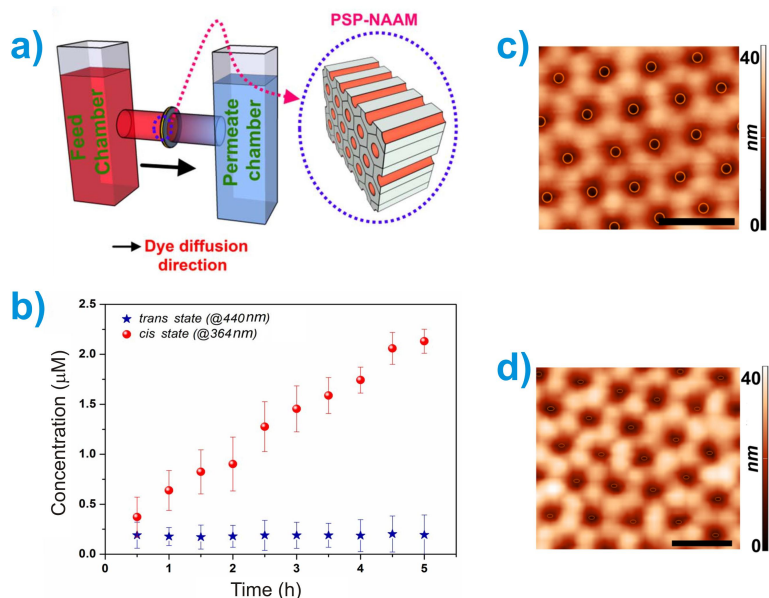 a)
PSP-NAAM
Feed
Chamber
Permeate
chamber
Dye diffusion
direction
b)
trans state (@440nm)
cis state (@364nm)
Concentration (μM)
2.5
2.0
1.5
1.0
0.5
0.0
0
1
2
3
4
5
Time (h)
c)
40
nm
0
d)
40
nm
0